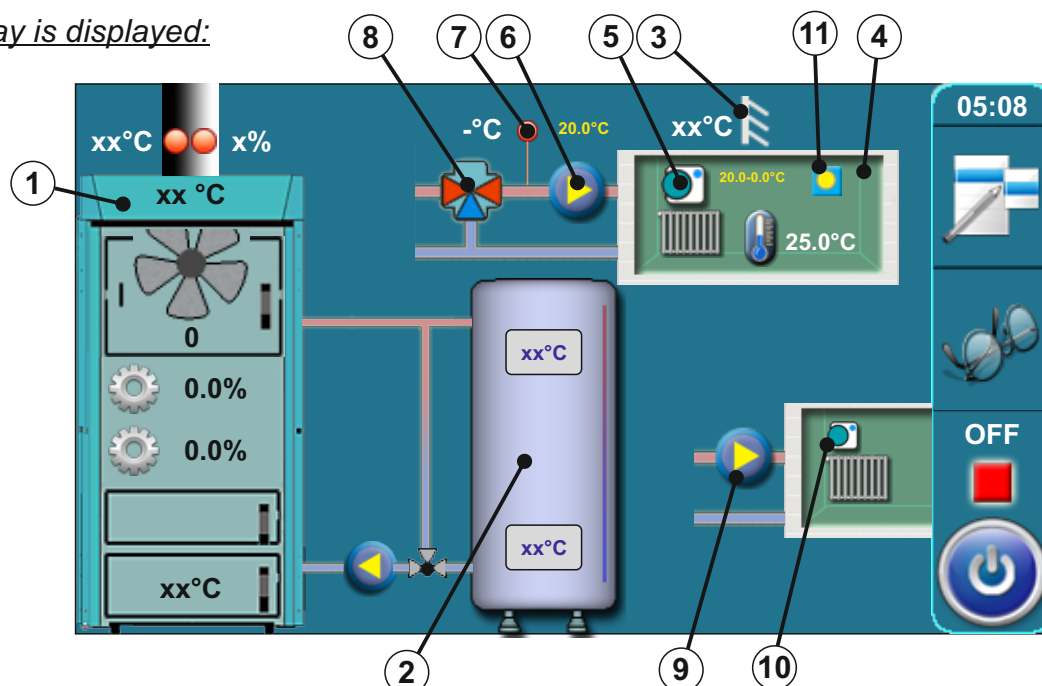 ay is displayed:
8 7 6 5 3 11 4
05:08
xx°C x%
-°C 20.0°C xx°C
1
xx °C
20.0-0.0°C
25.0°C
0
xx°C
0.0%
OFF
0.0%
xx°C
xx°C
2 9 10